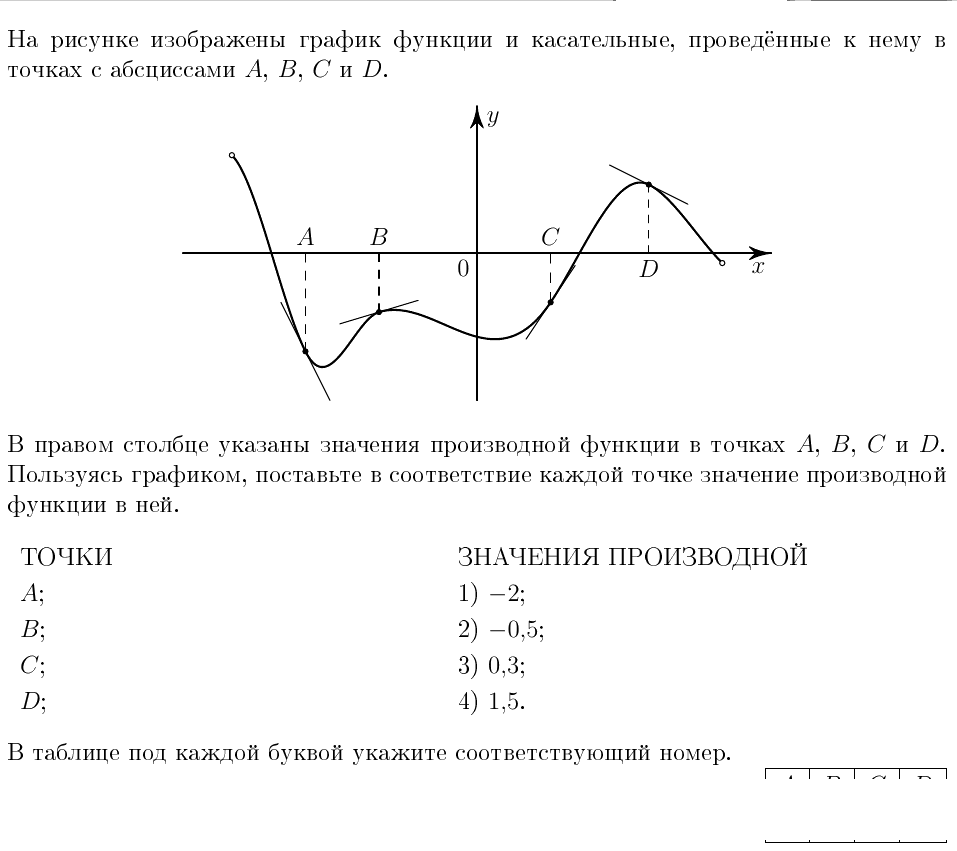 На рисунке изображены график функции и касательные, проведённые к нему в
точках с абсциссами A, B, C и D.
y
A B C
0 D x
В правом столбце указаны значения производной функции в точках A, B, C и D.
Пользуясь графиком, поставьте в соответствие каждой точке значение производной
функции в ней.
ТОЧКИ ЗНАЧЕНИЯ ПРОИЗВОДНОЙ
A; 1) −2;
B; 2) −0,5;
C; 3) 0,3;
D; 4) 1,5.
В таблице под каждой буквой укажите соответствующий номер.